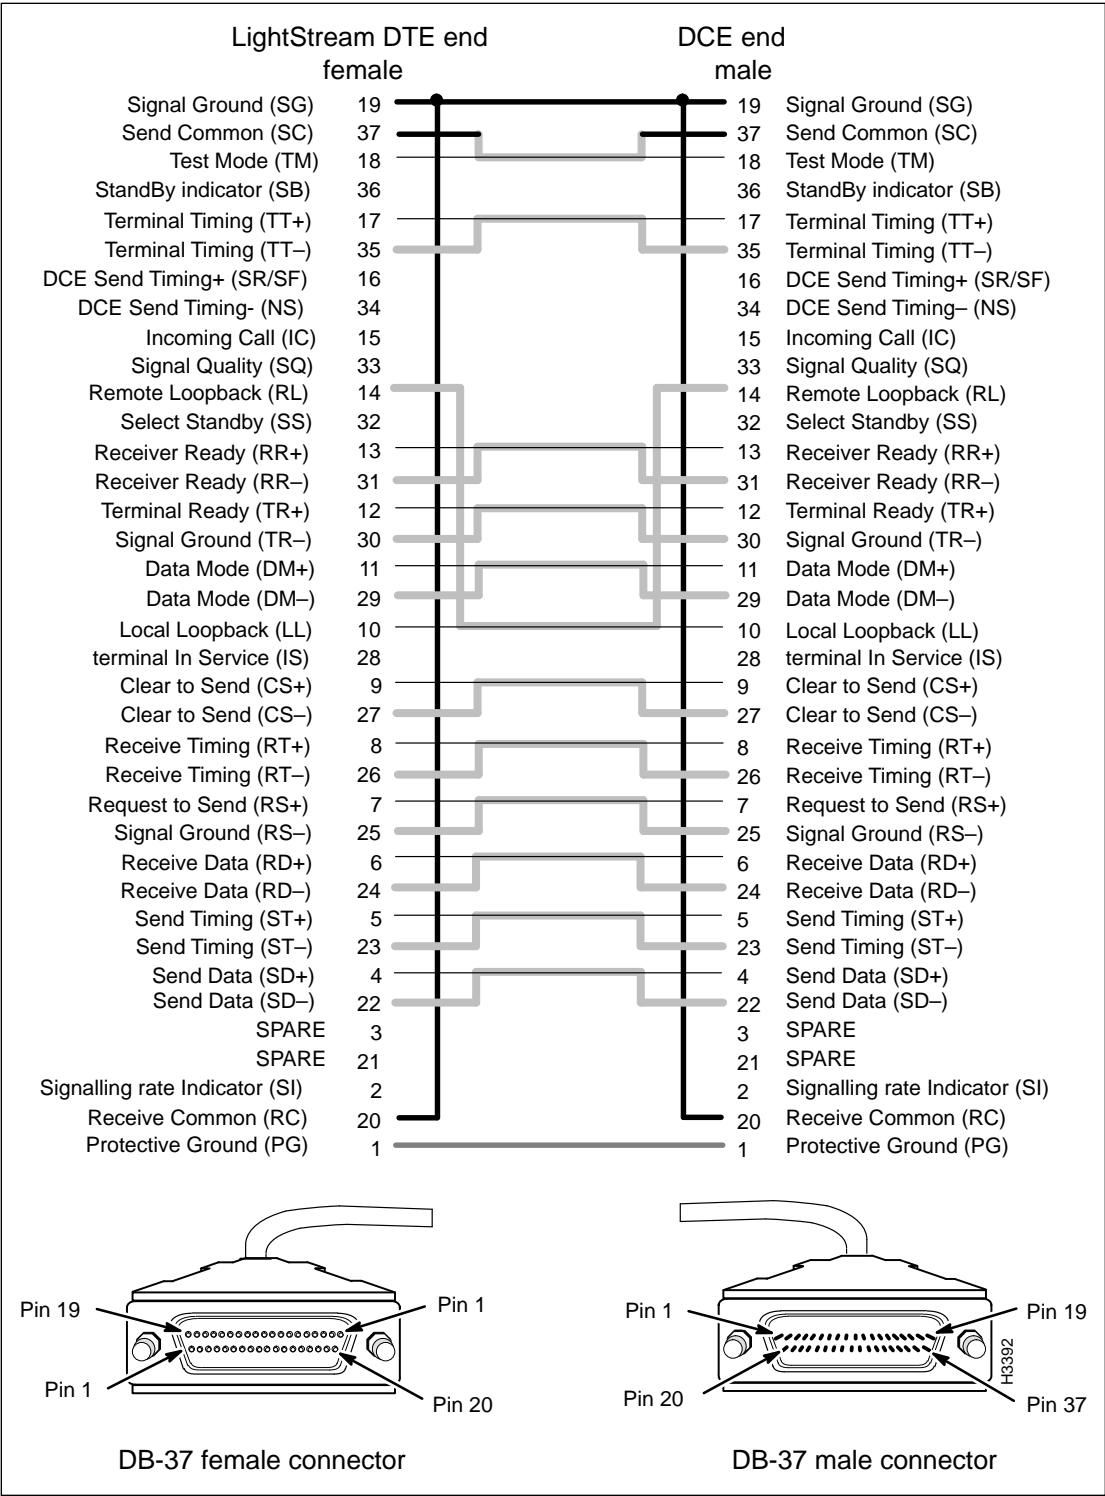 LightStream DTE end DCE end
female male
Signal Ground (SG) 19 19 Signal Ground (SG)
Send Common (SC) 37 37 Send Common (SC)
Test Mode (TM) 18 18 Test Mode (TM)
StandBy indicator (SB) 36 36 StandBy indicator (SB)
Terminal Timing (TT+) 17 17 Terminal Timing (TT+)
Terminal Timing (TT–) 35 35 Terminal Timing (TT–)
DCE Send Timing+ (SR/SF) 16 16 DCE Send Timing+ (SR/SF)
DCE Send Timing- (NS) 34 34 DCE Send Timing– (NS)
Incoming Call (IC) 15 15 Incoming Call (IC)
Signal Quality (SQ) 33 33 Signal Quality (SQ)
Remote Loopback (RL) 14 14 Remote Loopback (RL)
Select Standby (SS) 32 32 Select Standby (SS)
Receiver Ready (RR+) 13 13 Receiver Ready (RR+)
Receiver Ready (RR–) 31 31 Receiver Ready (RR–)
Terminal Ready (TR+) 12 12 Terminal Ready (TR+)
Signal Ground (TR–) 30 30 Signal Ground (TR–)
Data Mode (DM+) 11 11 Data Mode (DM+)
Data Mode (DM–) 29 29 Data Mode (DM–)
Local Loopback (LL) 10 10 Local Loopback (LL)
terminal In Service (IS) 28 28 terminal In Service (IS)
Clear to Send (CS+) 9 9 Clear to Send (CS+)
Clear to Send (CS–) 27 27 Clear to Send (CS–)
Receive Timing (RT+) 8 8 Receive Timing (RT+)
Receive Timing (RT–) 26 26 Receive Timing (RT–)
Request to Send (RS+) 7 7 Request to Send (RS+)
Signal Ground (RS–) 25 25 Signal Ground (RS–)
Receive Data (RD+) 6 6 Receive Data (RD+)
Receive Data (RD–) 24 24 Receive Data (RD–)
Send Timing (ST+) 5 5 Send Timing (ST+)
Send Timing (ST–) 23 23 Send Timing (ST–)
Send Data (SD+) 4 4 Send Data (SD+)
Send Data (SD–) 22 22 Send Data (SD–)
SPARE 3 3 SPARE
SPARE 21 21 SPARE
Signalling rate Indicator (SI) 2 2 Signalling rate Indicator (SI)
Receive Common (RC) 20 20 Receive Common (RC)
Protective Ground (PG) 1 1 Protective Ground (PG)
Pin 19 Pin 1 Pin 1 Pin 19
Pin 1 Pin 20 Pin 20 Pin 37
H3392
DB-37 female connector DB-37 male connector